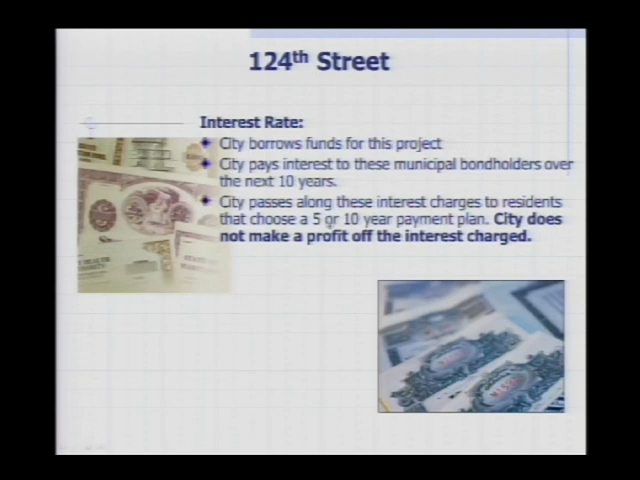 124th Street
Interest Rate:
City borrows funds for this project
City pays interest to these municipal bondholders over
the next 10 years.
City passes along these interest charges to residents
that choose a 5 or 10 year payment plan. City does
not make a profit off the interest charged.